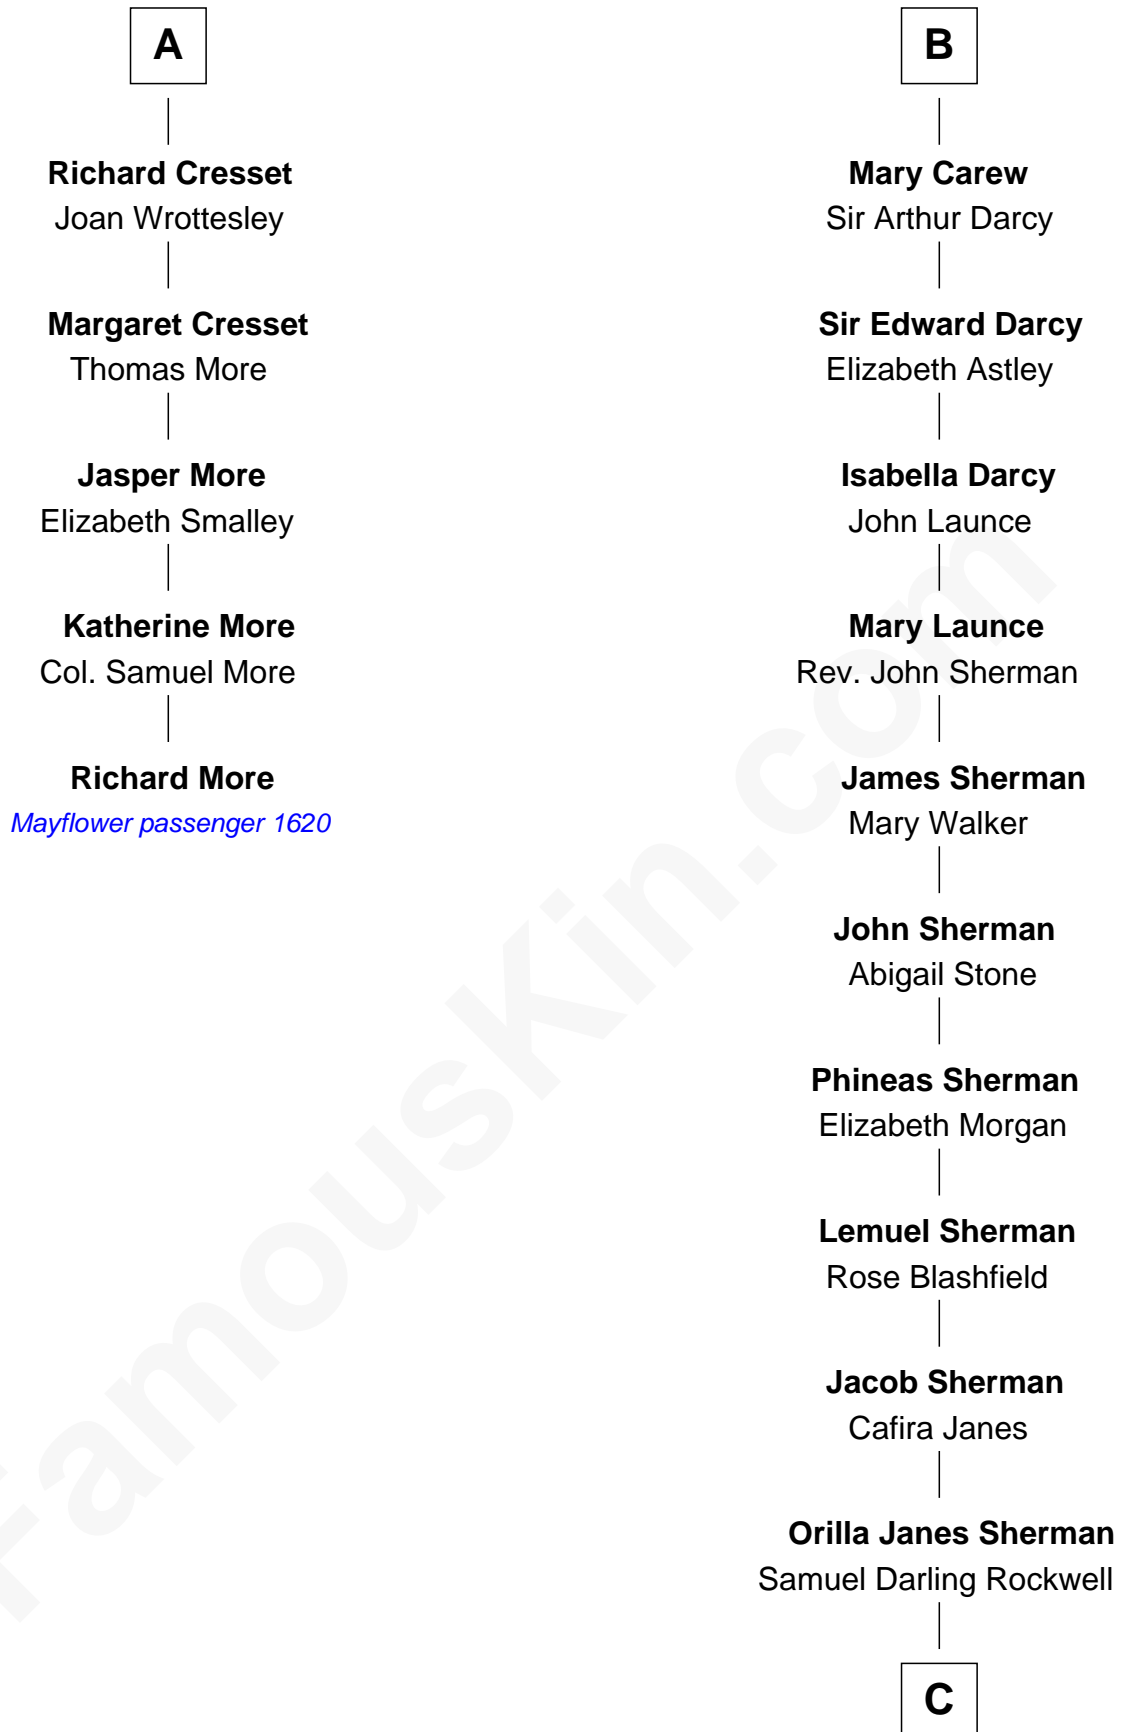 A
Richard Cresset
Joan Wrottesley
Margaret Cresset
Thomas More
Jasper More
Elizabeth Smalley
Katherine More
Col. Samuel More
Richard More
Mayflower passenger 1620
B
Mary Carew
Sir Arthur Darcy
Sir Edward Darcy
Elizabeth Astley
Isabella Darcy
John Launce
Mary Launce
Rev. John Sherman
James Sherman
Mary Walker
John Sherman
Abigail Stone
Phineas Sherman
Elizabeth Morgan
Lemuel Sherman
Rose Blashfield
Jacob Sherman
Cafira Janes
Orilla Janes Sherman
Samuel Darling Rockwell
C
FamousKin.com